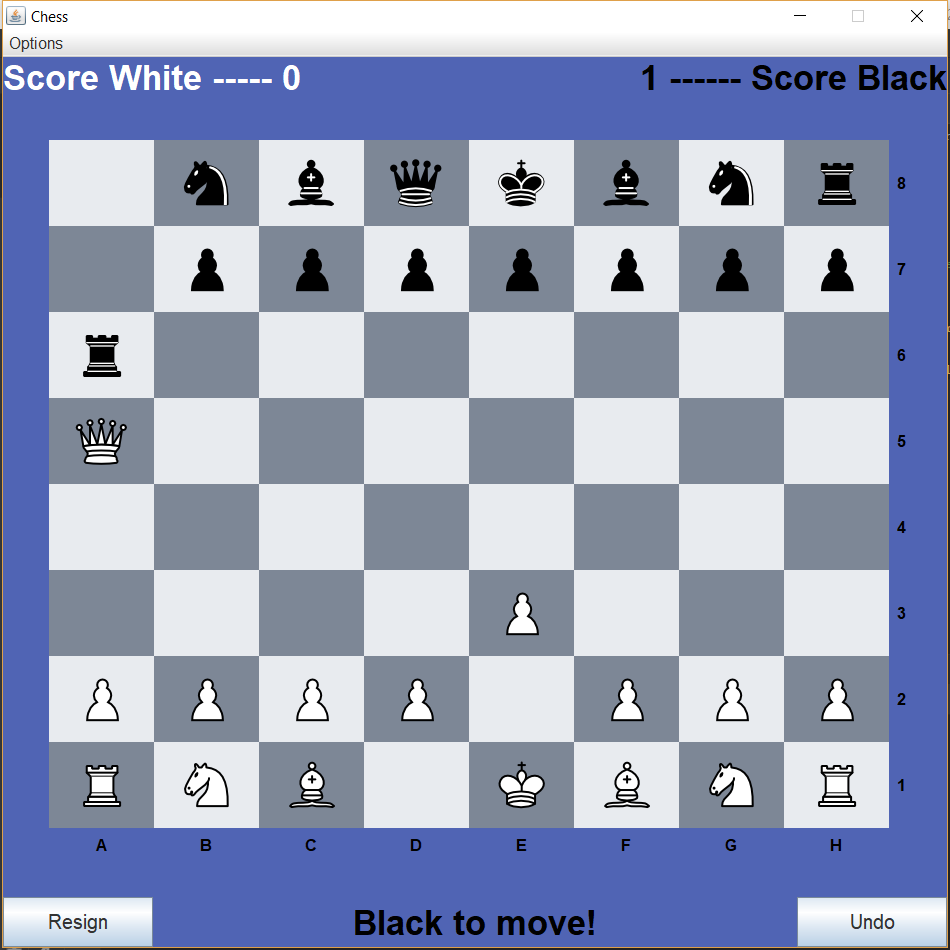 Chess
Options
Score White ----- 0
1 ------ Score Black
8
7
6
5
4
3
2
1
A B C D E F G H
Resign
Black to move!
Undo